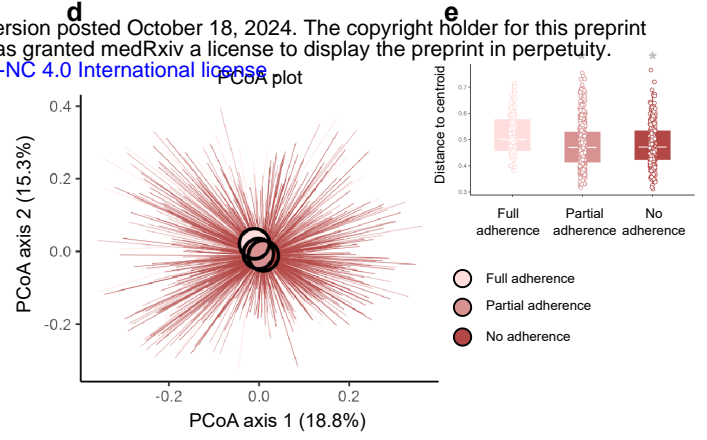 d
e
ersion posted October 18, 2024. The copyright holder for this preprint
as granted medRxiv a license to display the preprint in perpetuity.
-NC 4.0 International license .
PCoA plot
0.4
0.2
0.0
-0.2
PCoA axis 2 (15.3%)
-0.2
0.0
0.2
PCoA axis 1 (18.8%)
Distance to centroid
0.7
0.6
0.5
0.4
0.3
*
*
Full adherence
Partial adherence
No adherence
Full adherence
Partial adherence
No adherence